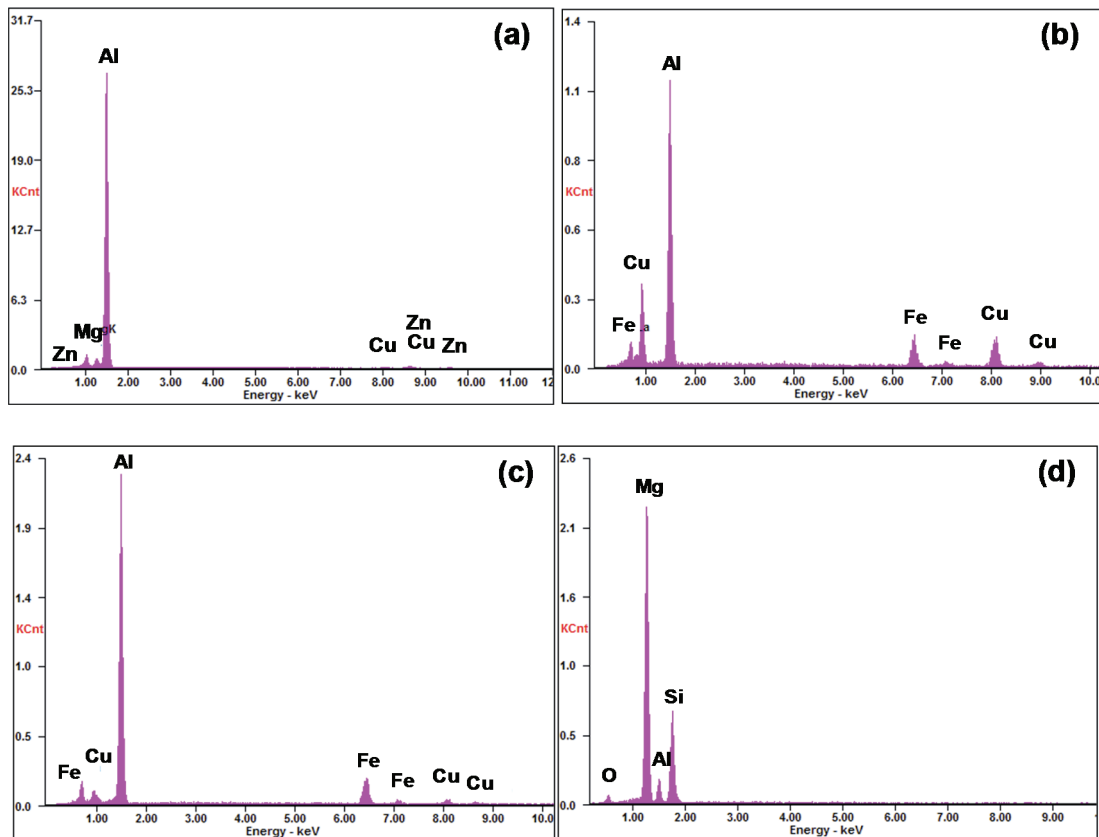 (a)
31.7
25.3
19.0
KCnt
12.7
6.3
0.0
Al
Mg
Zn
Cu
Zn
Cu
Zn
1.00 2.00 3.00 4.00 5.00 6.00 7.00 8.00 9.00 10.00 11.00 12
Energy - keV
(b)
1.4
1.1
0.8
KCnt
0.6
0.3
0.0
Al
Cu
Fe
Fe
Fe
Cu
Cu
1.00 2.00 3.00 4.00 5.00 6.00 7.00 8.00 9.00 10.0
Energy - keV
(c)
2.4
1.9
1.4
KCnt
1.0
0.5
0.0
Al
Fe
Cu
Fe
Fe
Cu
Cu
1.00 2.00 3.00 4.00 5.00 6.00 7.00 8.00 9.00 10.0
Energy - keV
(d)
2.6
2.1
1.6
KCnt
1.0
0.5
0.0
Mg
Si
Al
O
1.00 2.00 3.00 4.00 5.00 6.00 7.00 8.00 9.00
Energy - keV